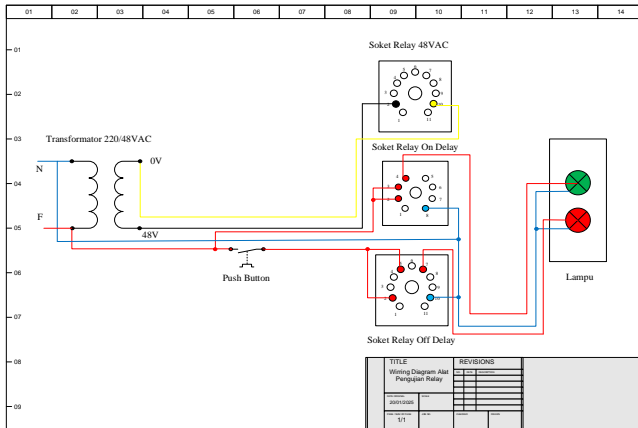 01 02 03 04 05 06 07 08 09 10 11 12 13 14
01
02
03
04
05
06
07
08
09
Soket Relay 48VAC
Transformator 220/48VAC
0V
N
F
48V
Push Button
Soket Relay On Delay
Soket Relay Off Delay
Lampu
TITLE
Wirring Diagram Alat
Pengujian Relay
REVISIONS
20/01/2025
1/1